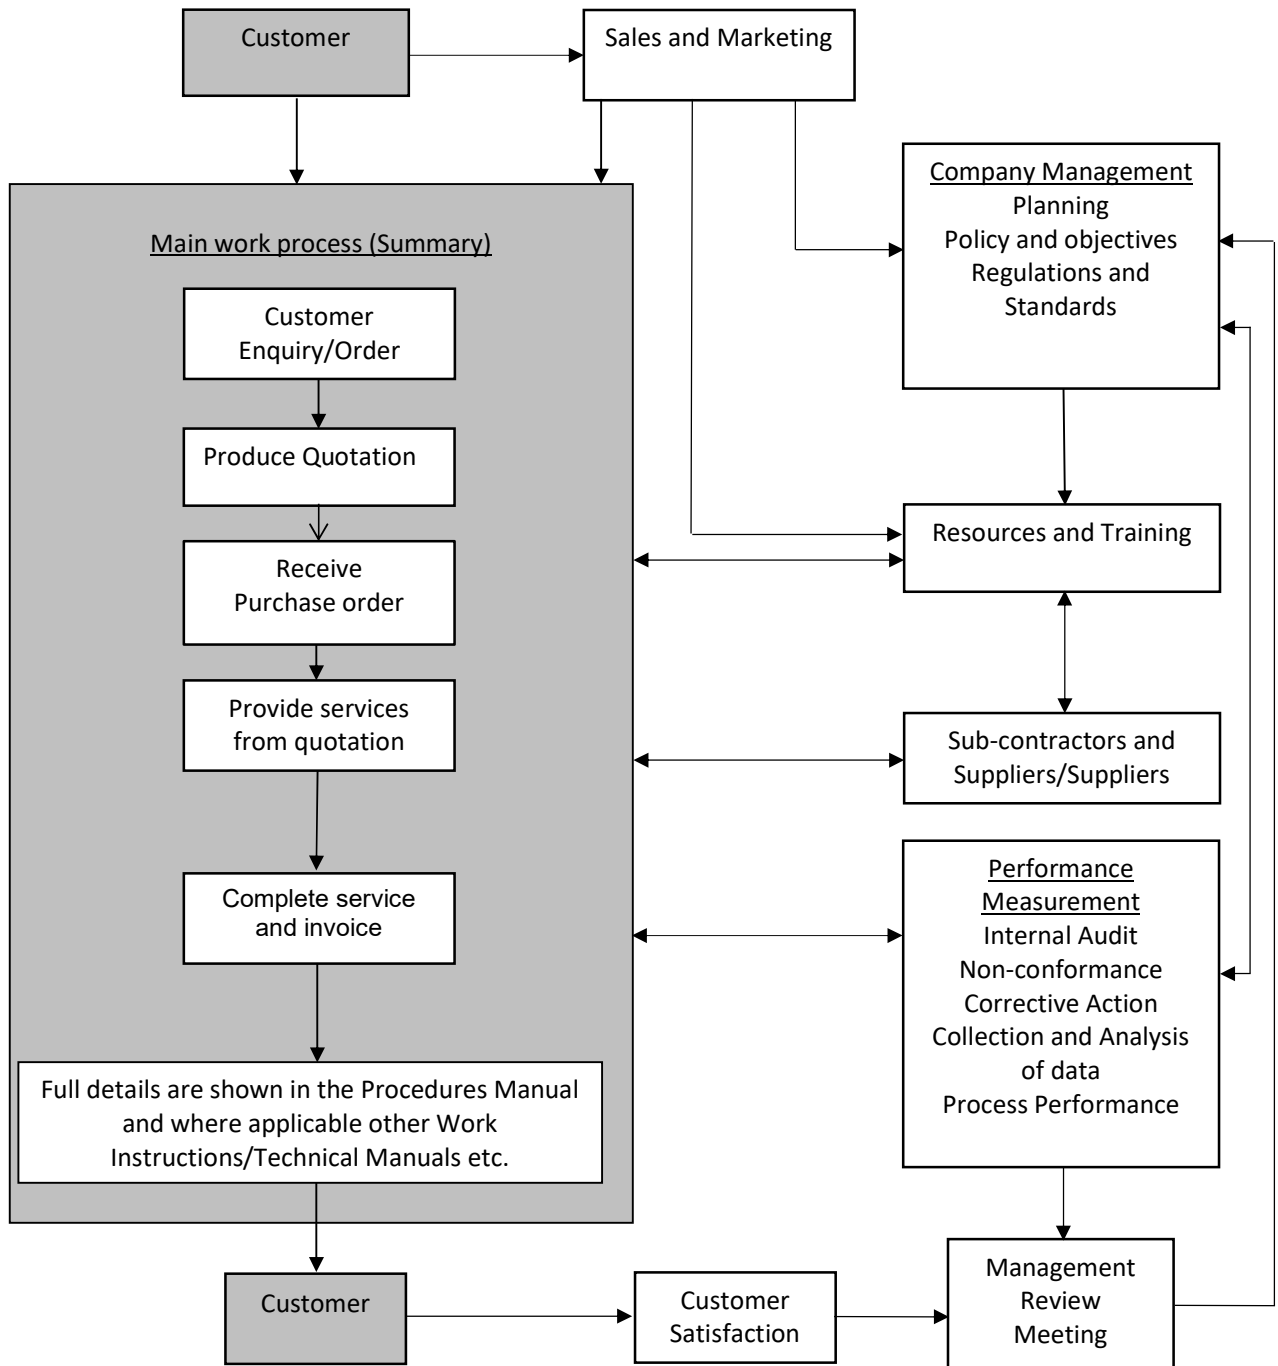 Customer
Sales and Marketing
Company Management
Planning
Policy and objectives
Regulations and
Standards
Main work process (Summary)
Customer
Enquiry/Order
Produce Quotation
Receive
Purchase order
Provide services
from quotation
Complete service
and invoice
Full details are shown in the Procedures Manual
and where applicable other Work
Instructions/Technical Manuals etc.
Resources and Training
Sub-contractors and
Suppliers/Suppliers
Performance
Measurement
Internal Audit
Non-conformance
Corrective Action
Collection and Analysis
of data
Process Performance
Customer
Customer
Satisfaction
Management
Review
Meeting